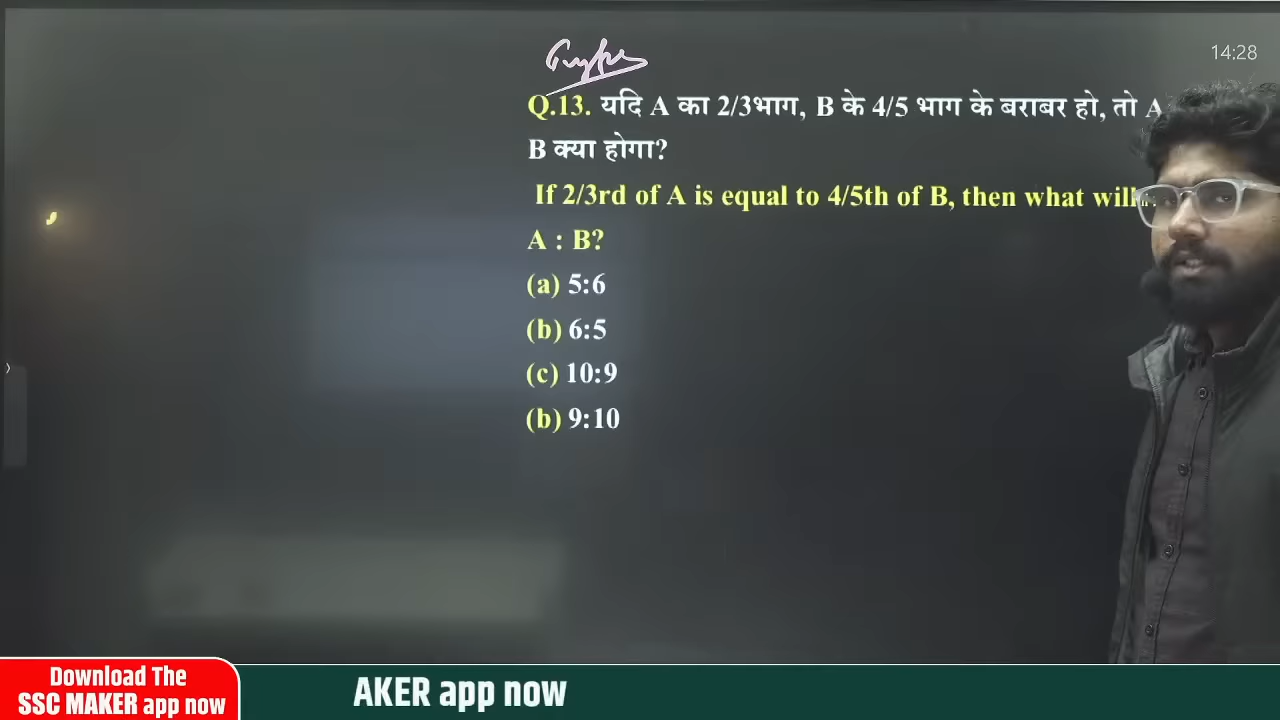 14:28
Q.13. यदि A का 2/3भाग, B के 4/5 भाग के बराबर हो, तो A
B क्या होगा?
If 2/3rd of A is equal to 4/5th of B, then what will
A : B?
(a) 5:6
(b) 6:5
(c) 10:9
(b) 9:10
Download The
SSC MAKER app now
AKER app now